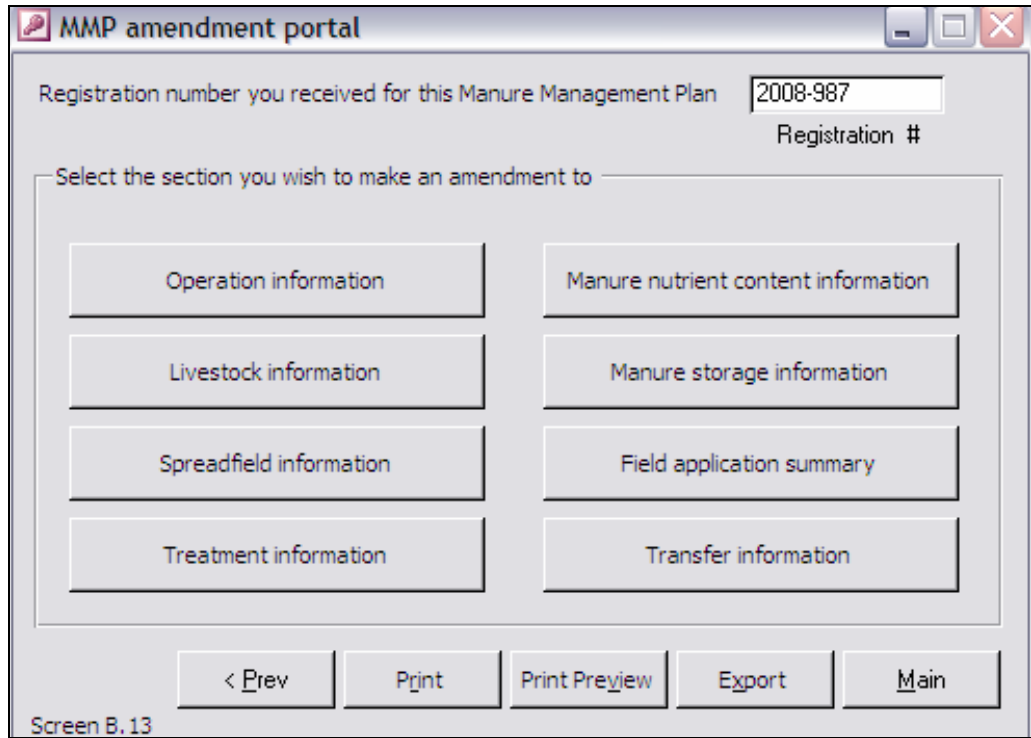 MMP amendment portal
Registration number you received for this Manure Management Plan 2008-987
Registration #
Select the section you wish to make an amendment to
Operation information Manure nutrient content information
Livestock information Manure storage information
Spreadfield information Field application summary
Treatment information Transfer information
< Prev Print Print Preview Export Main
Screen B.13